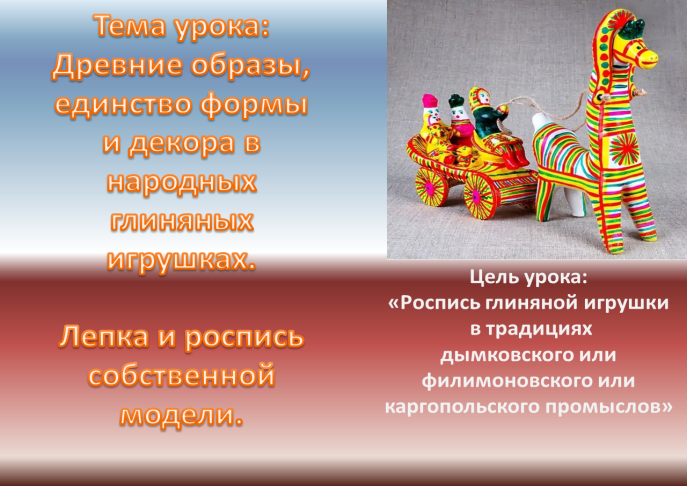 Тема урока:
Древние образы,
единство формы
и декора в
народных
глиняных
игрушках.
Лепка и роспись
собственной
модели.
Цель урока:
«Роспись глиняной игрушки
в традициях
дымковского или
филимоновского или
каргопольского промыслов»